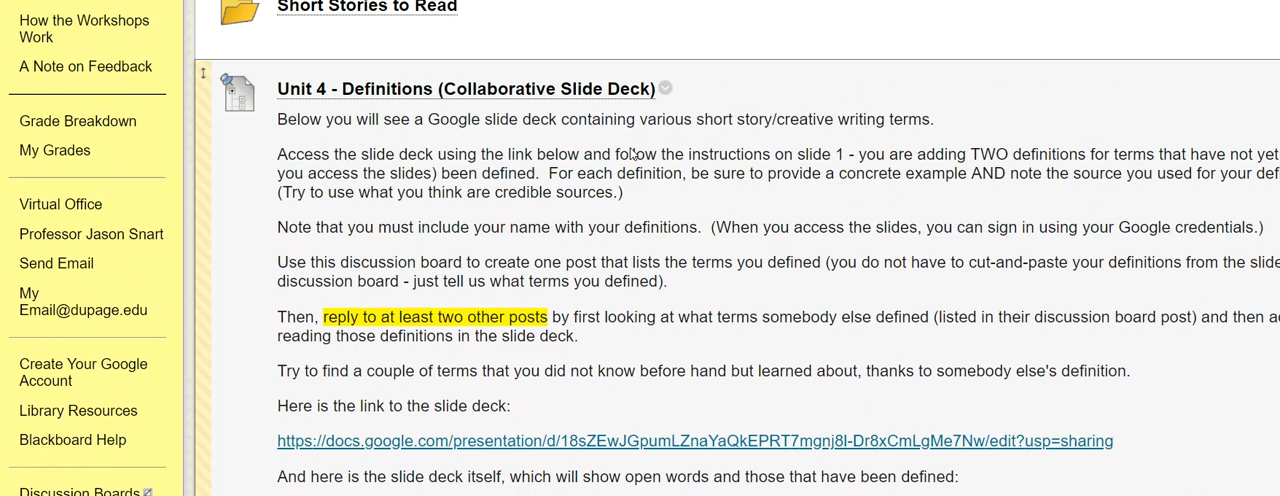 How the Workshops
Work
A Note on Feedback
Grade Breakdown
My Grades
Virtual Office
Professor Jason Snart
Send Email
My
Email@dupage.edu
Create Your Google
Account
Library Resources
Blackboard Help
Discussion Boards
Short Stories to Read
Unit 4 - Definitions (Collaborative Slide Deck)
Below you will see a Google slide deck containing various short story/creative writing terms.
Access the slide deck using the link below and follow the instructions on slide 1 - you are adding TWO definitions for terms that have not yet
you access the slides) been defined.  For each definition, be sure to provide a concrete example AND note the source you used for your def
(Try to use what you think are credible sources.)
Note that you must include your name with your definitions.  (When you access the slides, you can sign in using your Google credentials.)
Use this discussion board to create one post that lists the terms you defined (you do not have to cut-and-paste your definitions from the slide
discussion board - just tell us what terms you defined).
Then, reply to at least two other posts by first looking at what terms somebody else defined (listed in their discussion board post) and then a
reading those definitions in the slide deck.
Try to find a couple of terms that you did not know before hand but learned about, thanks to somebody else's definition.
Here is the link to the slide deck:
https://docs.google.com/presentation/d/18sZEwJGpumLZnaYaQkEPRT7mgnj8l-Dr8xCmLgMe7Nw/edit?usp=sharing
And here is the slide deck itself, which will show open words and those that have been defined: